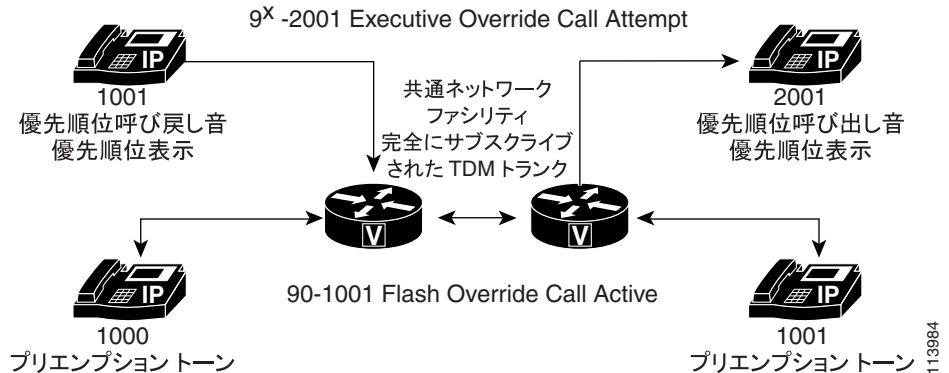 9X -2001 Executive Override Call Attempt
IP
1001
優先順位呼び戻し音
優先順位表示
共通ネットワーク
ファシリティ
完全にサブスクライブ
された TDM トランク
IP
2001
優先順位呼び出し音
優先順位表示
V
V
90-1001 Flash Override Call Active
IP
1000
プリエンプション トーン
IP
1001
プリエンプション トーン
113984